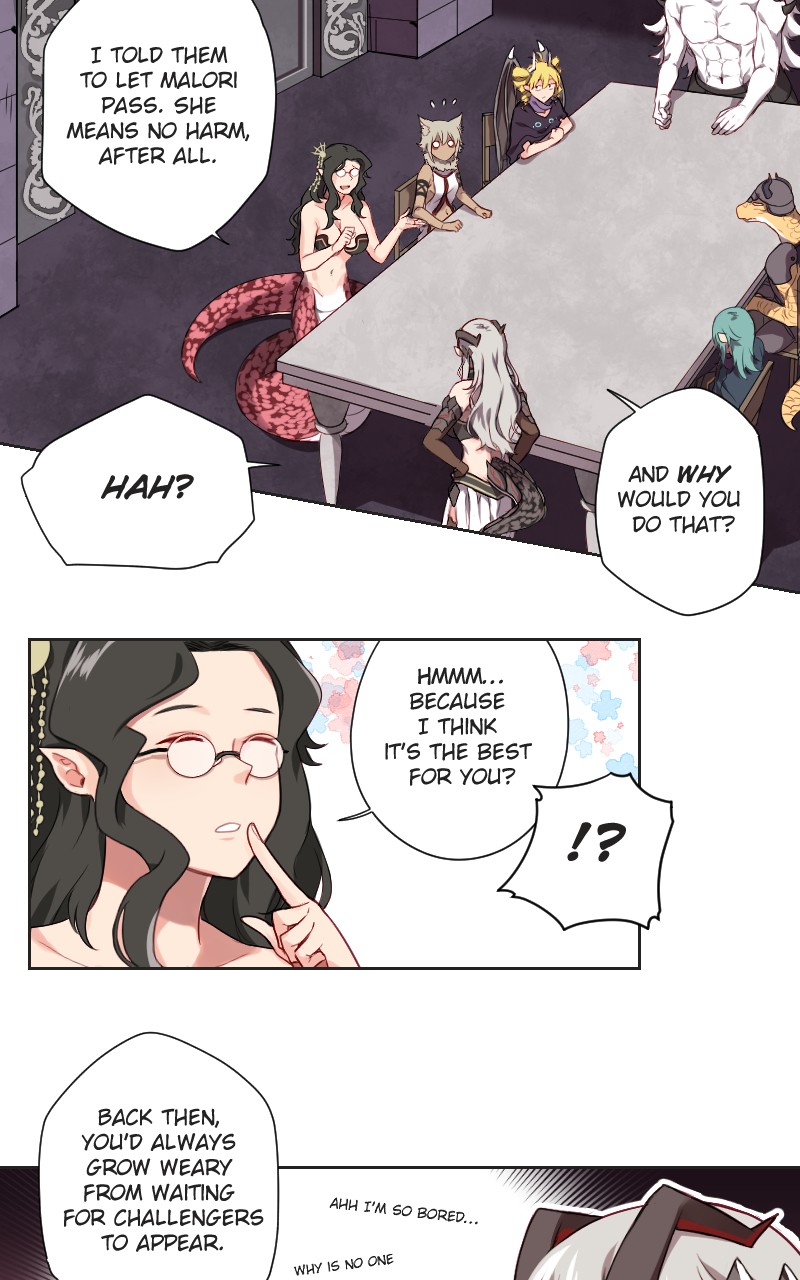 I TOLD THEM
TO LET MALORI
PASS. SHE
MEANS NO HARM,
AFTER ALL.
HAH?
AND WHY
WOULD YOU
DO THAT?
HMMM...
BECAUSE
I THINK
IT'S THE BEST
FOR YOU?
!?
BACK THEN,
YOU'D ALWAYS
GROW WEARY
FROM WAITING
FOR CHALLENGERS
TO APPEAR.
AHH I'M SO BORED...
WHY IS NO ONE